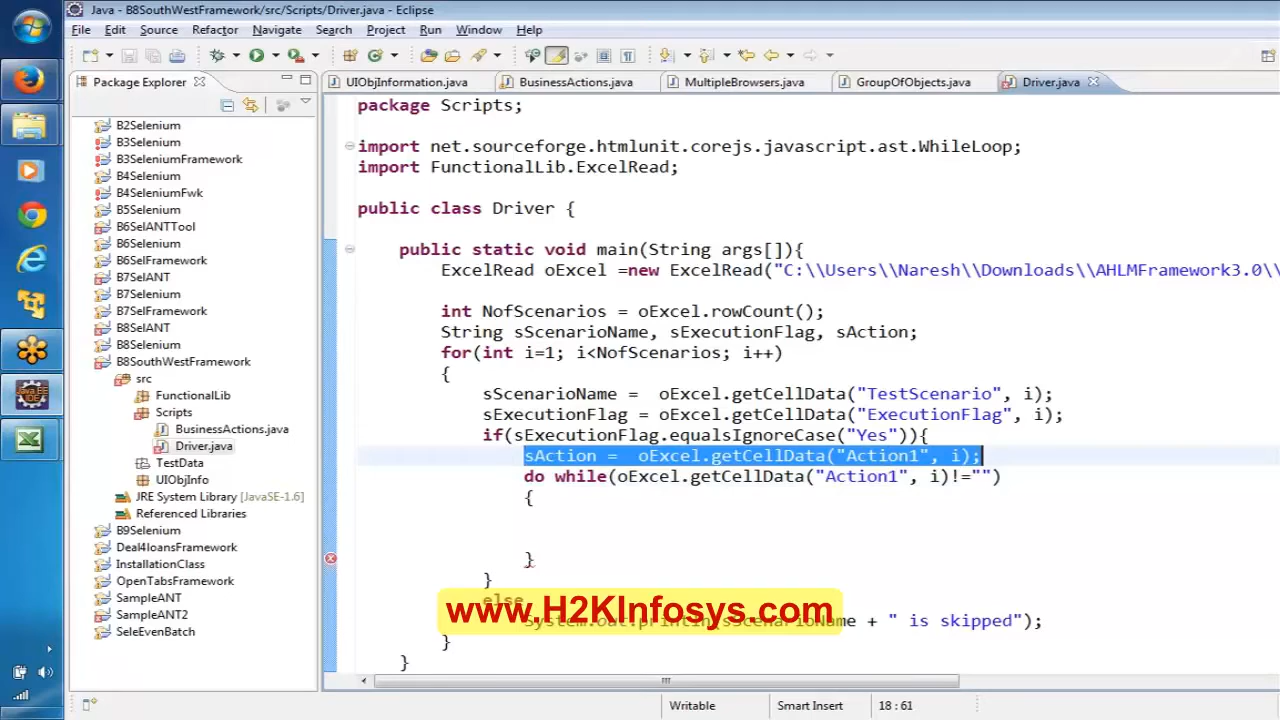 Java - B8SouthWestFramework/src/Scripts/Driver.java - Eclipse
File Edit Source Refactor Navigate Search Project Run Window Help
Package Explorer
UIObjInformation.java BusinessActions.java MultipleBrowsers.java GroupOfObjects.java Driver.java
B2Selenium
B3Selenium
B3SeleniumFramework
B4Selenium
B4SeleniumFwk
B5Selenium
B6SelANTTool
B6Selenium
B6SelFramework
B7SelANT
B7Selenium
B7SelFramework
B8SelANT
B8Selenium
B8SouthWestFramework
src
FunctionalLib
Scripts
BusinessActions.java
Driver.java
TestData
UIObjInfo
JRE System Library [JavaSE-1.6]
Referenced Libraries
B9Selenium
Deal4loansFramework
InstallationClass
OpenTabsFramework
SampleANT
SampleANT2
SeleEvenBatch
package Scripts;
import net.sourceforge.htmlunit.corejs.javascript.ast.WhileLoop;
import FunctionalLib.ExcelRead;
public class Driver {
public static void main(String args[]){
ExcelRead oExcel =new ExcelRead("C:\\Users\\Naresh\\Downloads\\AHLMFramework3.0\\
int NofScenarios = oExcel.rowCount();
String sScenarioName, sExecutionFlag, sAction;
for(int i=1; i<NofScenarios; i++)
{
sScenarioName = oExcel.getCellData("TestScenario", i);
sExecutionFlag = oExcel.getCellData("ExecutionFlag", i);
if(sExecutionFlag.equalsIgnoreCase("Yes")){
sAction = oExcel.getCellData("Action1", i);
do while(oExcel.getCellData("Action1", i)!="")
{
}
}
else
System.out.println(sScenarioName + " is skipped");
}
}
www.H2KInfosys.com
Writable Smart Insert 18 : 61